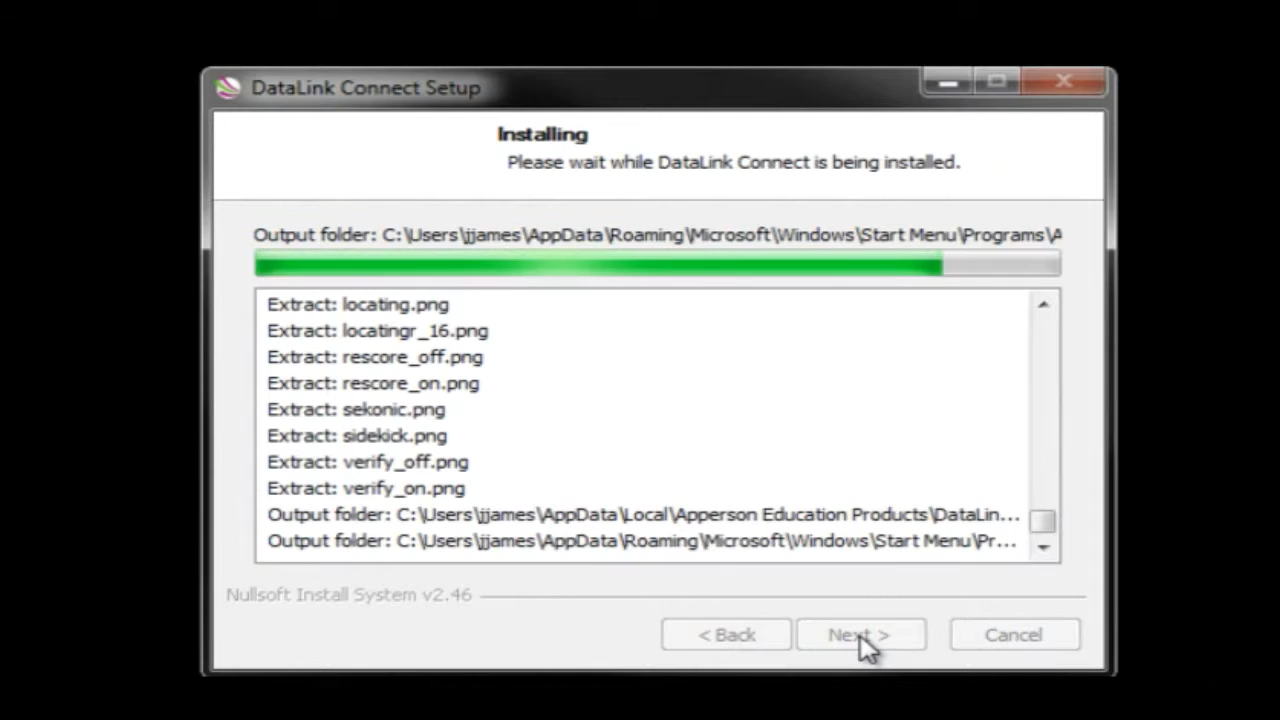 DataLink Connect Setup
Installing
Please wait while DataLink Connect is being installed.
Output folder: C:\Users\jjames\AppData\Roaming\Microsoft\Windows\Start Menu\Programs\A
Extract: locating.png
Extract: locatingr_16.png
Extract: rescore_off.png
Extract: rescore_on.png
Extract: sekonic.png
Extract: sidekick.png
Extract: verify_off.png
Extract: verify_on.png
Output folder: C:\Users\jjames\AppData\Local\Apperson Education Products\DataLin...
Output folder: C:\Users\jjames\AppData\Roaming\Microsoft\Windows\Start Menu\Pr...
Nullsoft Install System v2.46
< Back Next > Cancel